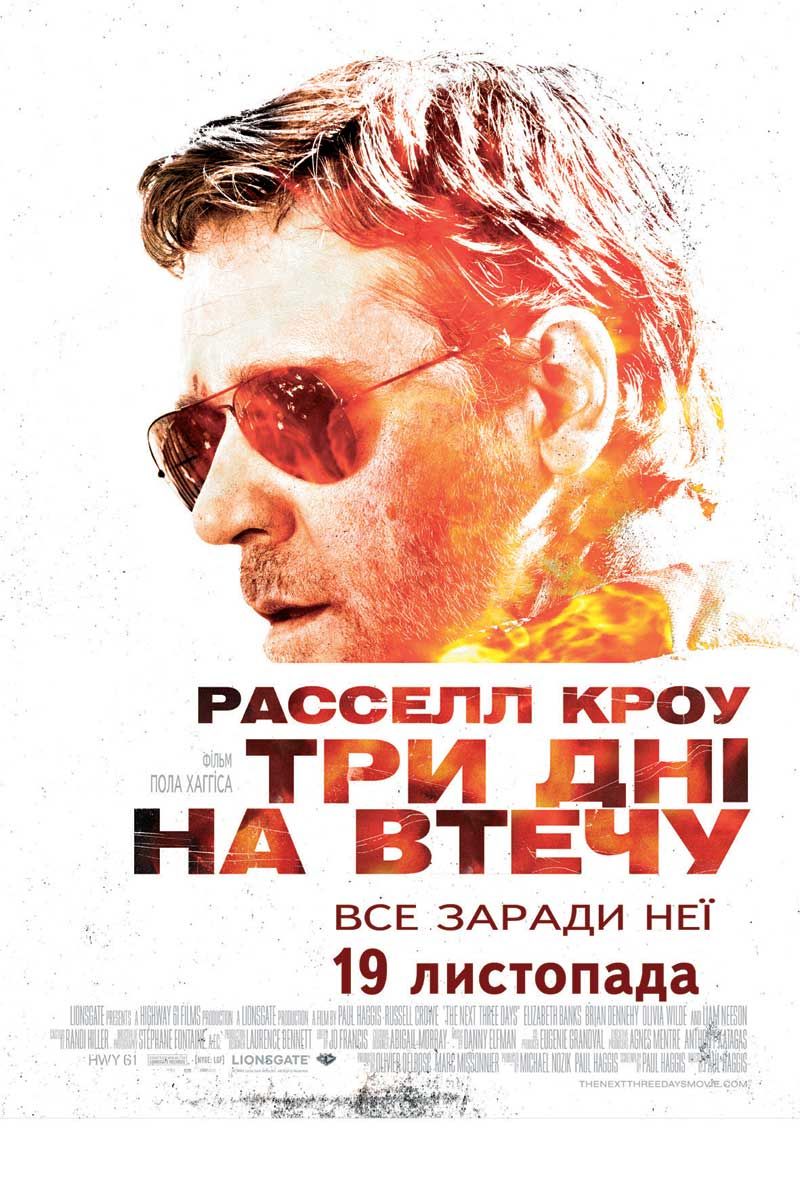 РАССЕЛЛ КРОУ
ФІЛЬМ
ПОЛА ХАГГІСА
ТРИ ДНІ
НА ВТЕЧУ
ВСЕ ЗАРАДИ НЕЇ
19 листопада
LIONSGATE PRESENTS A HIGHWAY 61 FILMS PRODUCTION A LIONSGATE PRODUCTION A FILM BY PAUL HAGGIS RUSSELL CROWE "THE NEXT THREE DAYS" ELIZABETH BANKS BRIAN DENNEHY OLIVIA WILDE AND LIAM NEESON
RANDI HILLER STÉPHANE FONTAINE LAURENCE BENNETT JO FRANCIS ABIGAIL MURRAY DANNY ELFMAN EUGENIE GRANDVAL AGNES MENTRE
HWY 61 LIONSGATE OLIVIER DELBOSC MARC MISSONNIER MICHAEL NOZIK PAUL HAGGIS PAUL HAGGIS PAUL HAGGIS
THENEXTTHREEDAYSMOVIE.COM